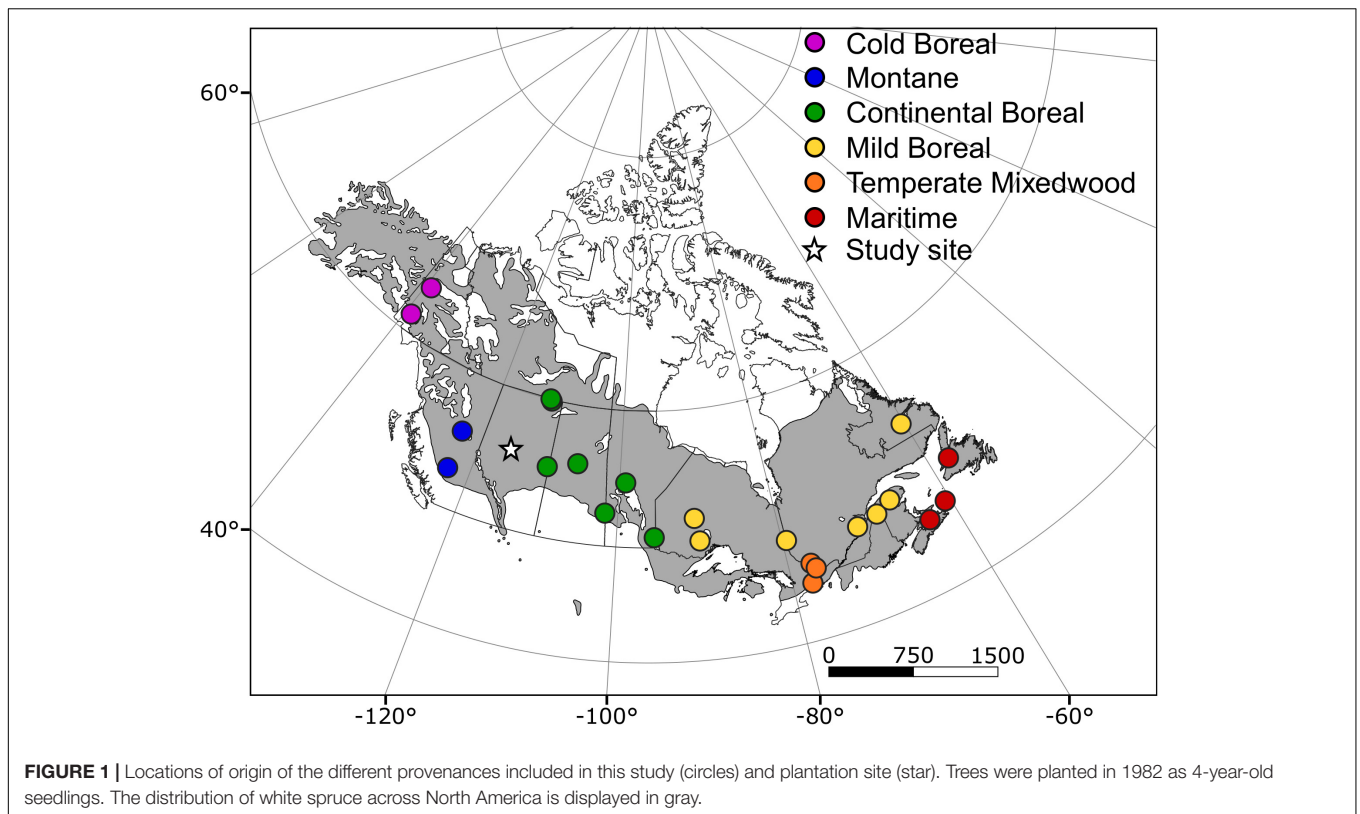 Cold Boreal
Montane
Continental Boreal
Mild Boreal
Temperate Mixedwood
Maritime
Study site
60°
40°
0 750 1500
-120° -100° -80° -60°
FIGURE 1 | Locations of origin of the different provenances included in this study (circles) and plantation site (star). Trees were planted in 1982 as 4-year-old
seedlings. The distribution of white spruce across North America is displayed in gray.